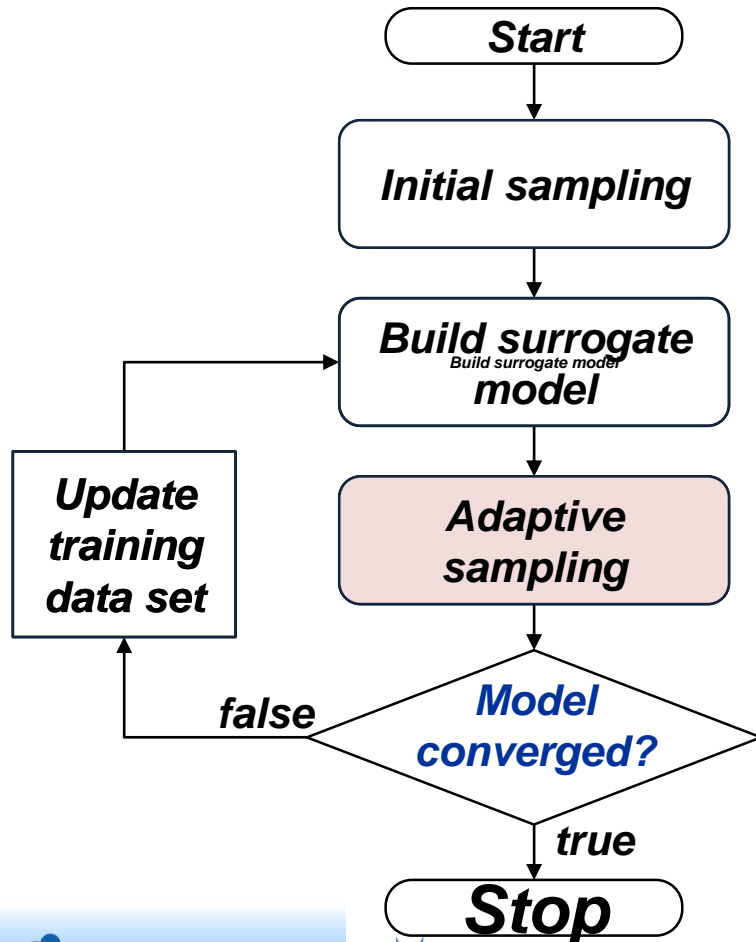 Start
Initial sampling
Build surrogate
Build surrogate model
model
Update
training
data set
Adaptive
sampling
false
Model
converged?
true
Stop